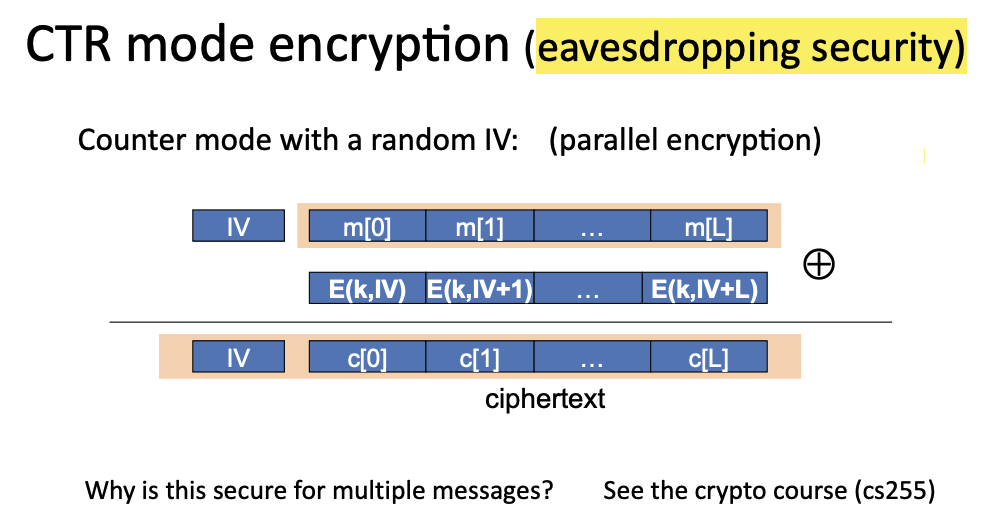 CTR mode encryption (eavesdropping security)
Counter mode with a random IV: (parallel encryption)
IV m[0] m[1] … m[L]
⊕
E(k,IV) E(k,IV+1) … E(k,IV+L)
IV c[0] c[1] … c[L]
ciphertext
Why is this secure for multiple messages? See the crypto course (cs255)